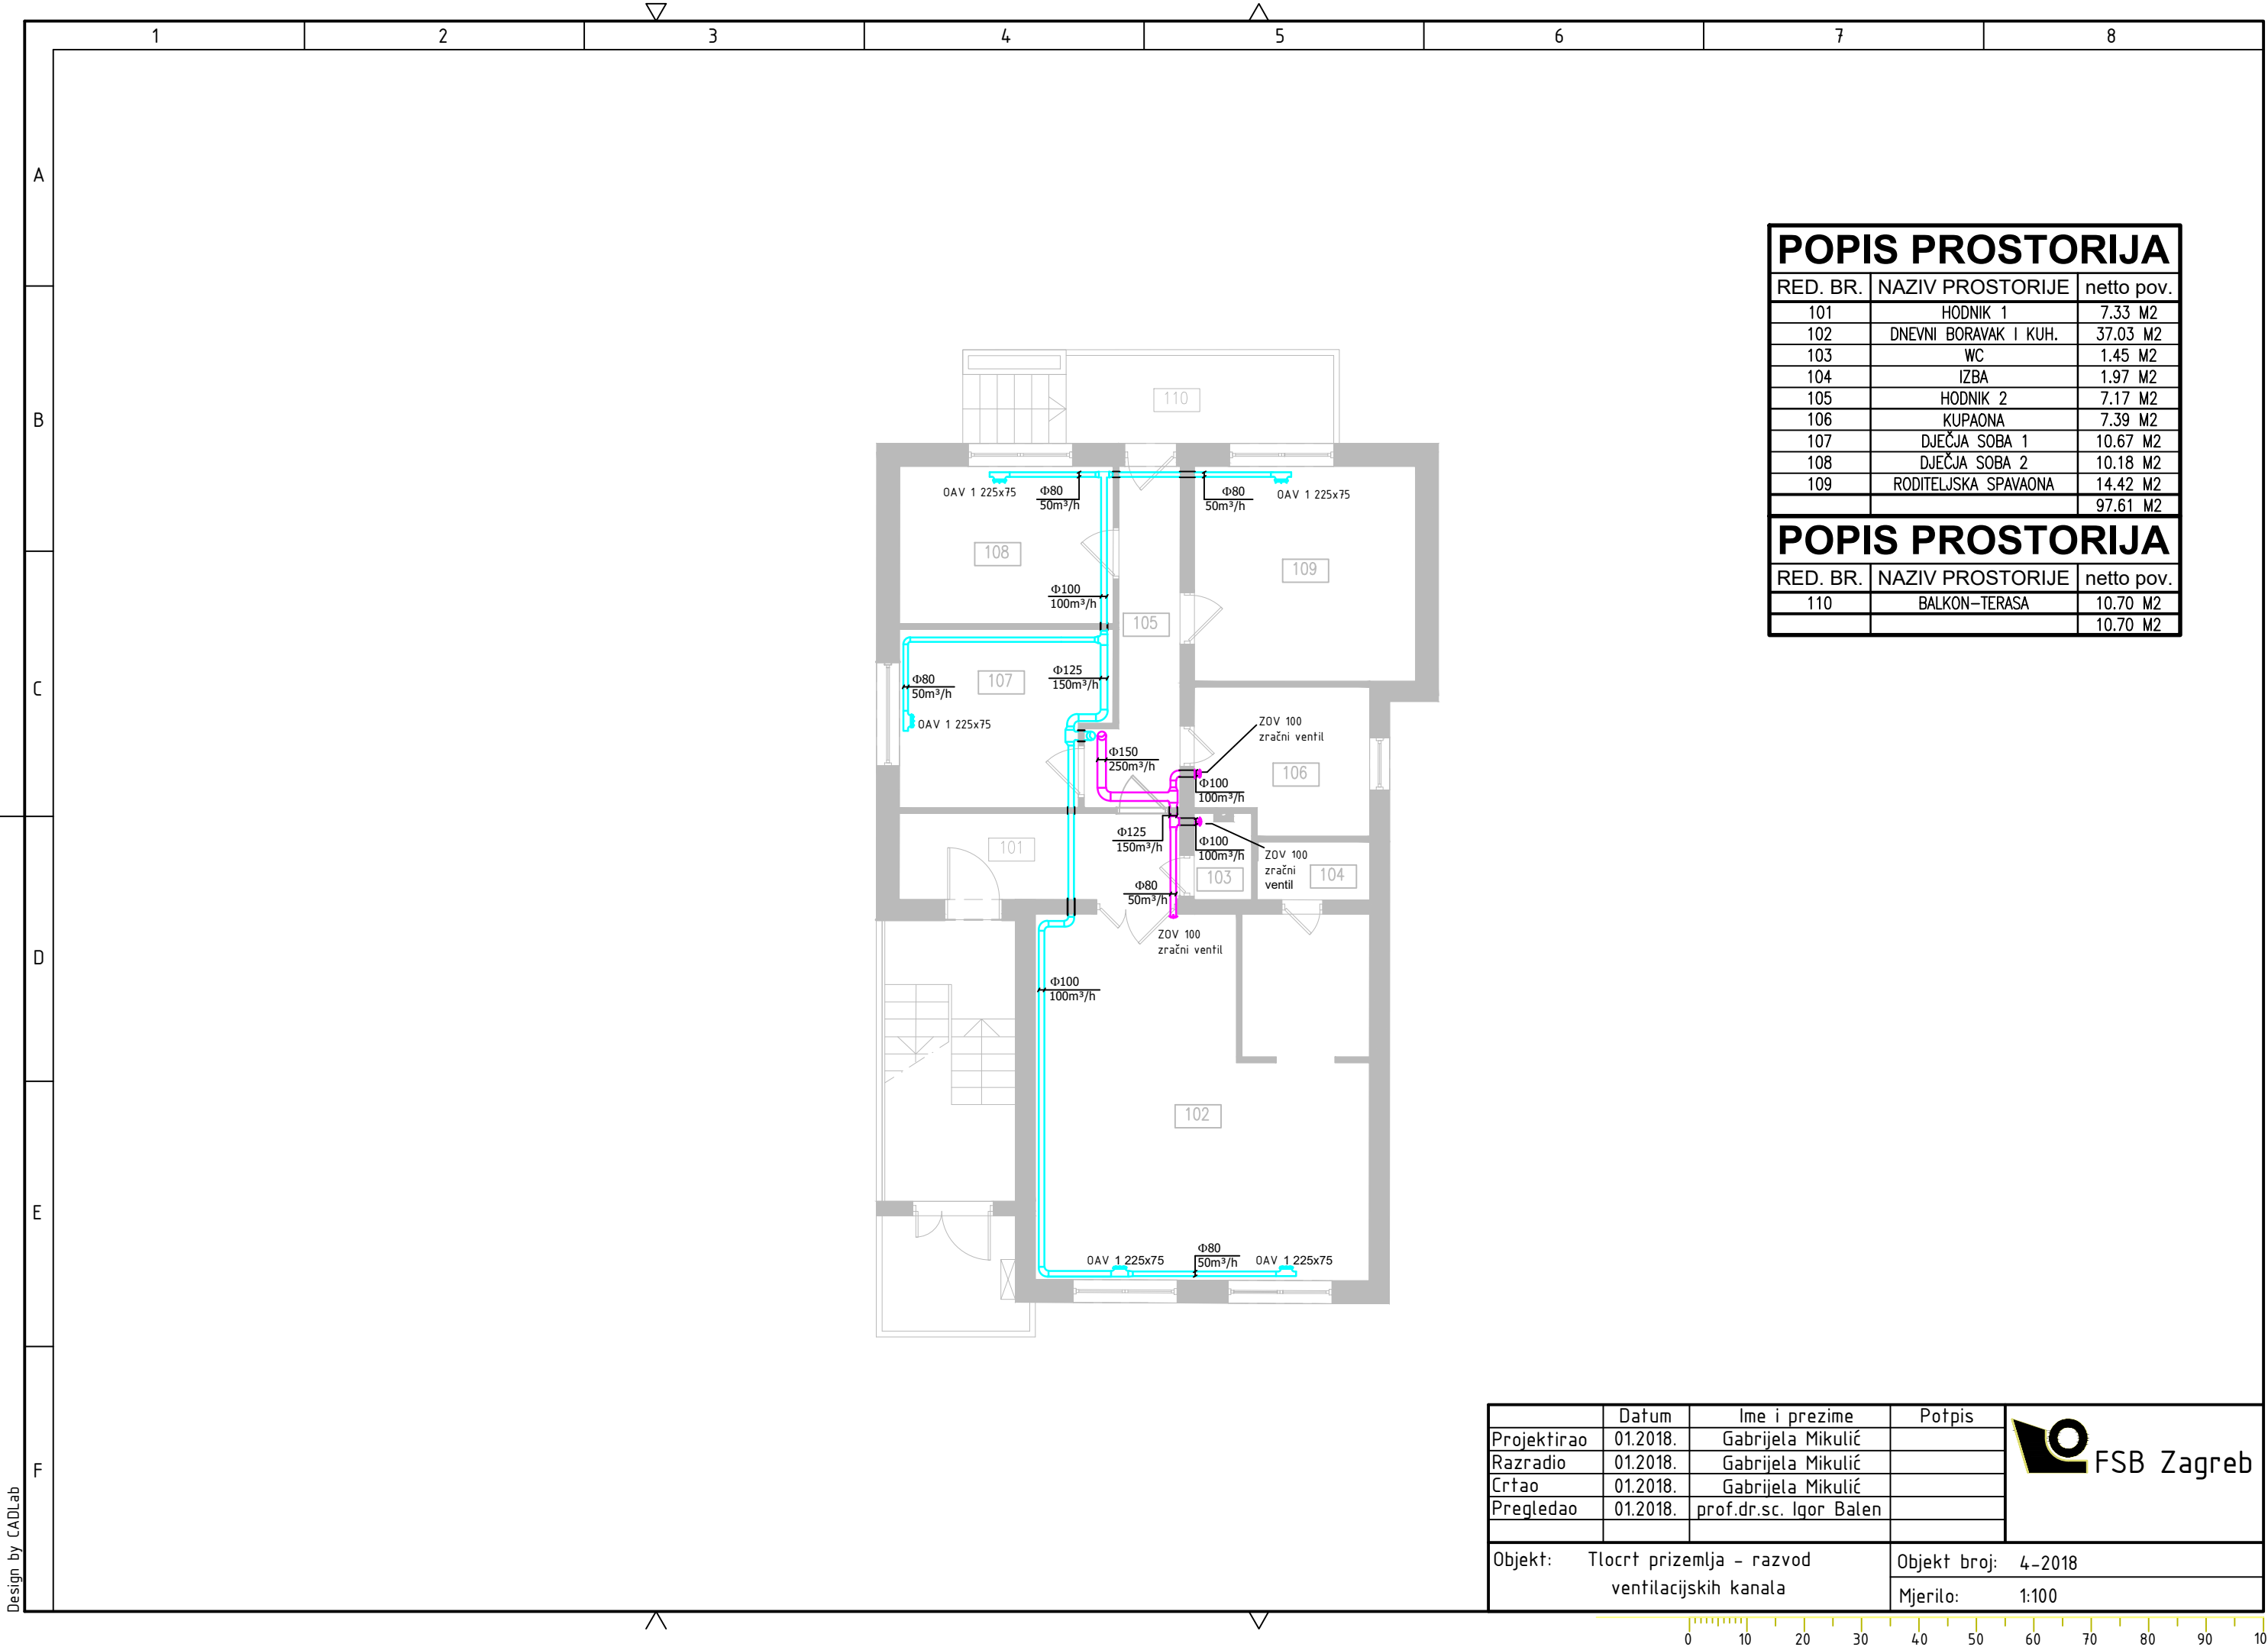 1 2 3 4 5 6 7 8
A
B
C
D
E
F
POPIS PROSTORIJA
RED. BR. NAZIV PROSTORIJE netto pov.
101 HODNIK 1 7.33 M2
102 DNEVNI BORAVAK I KUH. 37.03 M2
103 WC 1.45 M2
104 IZBA 1.97 M2
105 HODNIK 2 7.17 M2
106 KUPAONA 7.39 M2
107 DJEČJA SOBA 1 10.67 M2
108 DJEČJA SOBA 2 10.18 M2
109 RODITELJSKA SPAVAONA 14.42 M2
97.61 M2
POPIS PROSTORIJA
RED. BR. NAZIV PROSTORIJE netto pov.
110 BALKON-TERASA 10.70 M2
10.70 M2
110
OAV 1 225x75
Φ80
50m³/h
Φ80
50m³/h
OAV 1 225x75
108
109
Φ100
100m³/h
105
Φ80
50m³/h
107
Φ125
150m³/h
OAV 1 225x75
ZOV 100
zračni ventil
Φ150
250m³/h
106
Φ100
100m³/h
101
Φ125
150m³/h
Φ100
100m³/h
ZOV 100
zračni
ventil
103
104
Φ80
50m³/h
ZOV 100
zračni ventil
Φ100
100m³/h
102
OAV 1 225x75
Φ80
50m³/h
OAV 1 225x75
Datum Ime i prezime Potpis
Projektirao 01.2018. Gabrijela Mikulić
Razradio 01.2018. Gabrijela Mikulić
Crtao 01.2018. Gabrijela Mikulić
Pregledao 01.2018. prof.dr.sc. Igor Balen
FSB Zagreb
Objekt: Tlocrt prizemlja - razvod
ventilacijskih kanala
Objekt broj: 4-2018
Mjerilo: 1:100
Design by CADLab
0 10 20 30 40 50 60 70 80 90 10